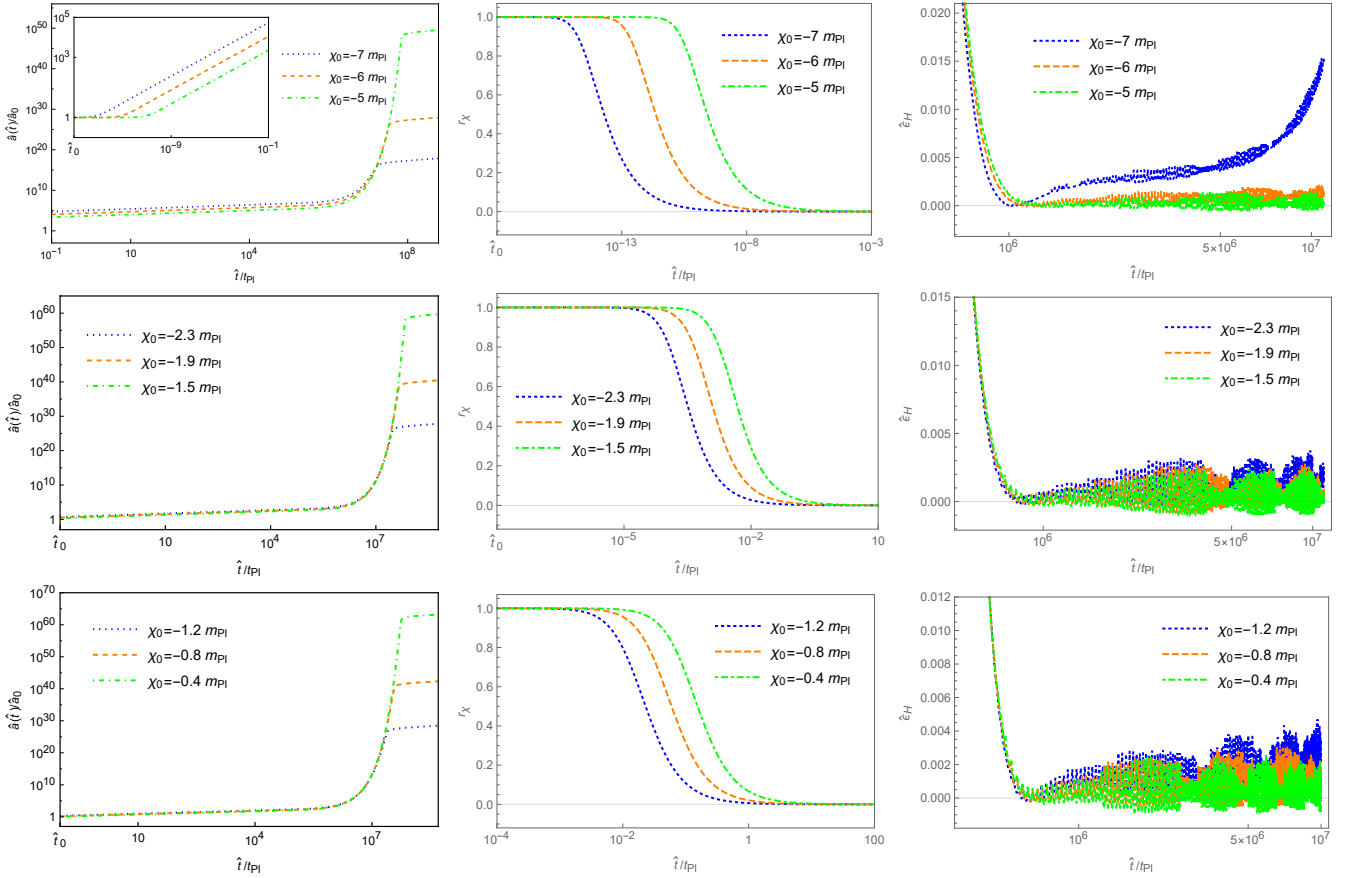 10^50
10^40
10^30
10^20
10^10
1
â(t̂)/â₀
10^5
10^3
1
t̂₀
10^-9
10^-1
χ₀=−7 mPl
χ₀=−6 mPl
χ₀=−5 mPl
10^-1
10
10^4
10^8
t̂/tPl
1.0
0.8
0.6
0.4
0.2
0.0
rχ
χ₀=−7 mPl
χ₀=−6 mPl
χ₀=−5 mPl
t̂₀
10^-13
10^-8
10^-3
t̂/tPl
0.020
0.015
0.010
0.005
0.000
ϵ̂H
χ₀=−7 mPl
χ₀=−6 mPl
χ₀=−5 mPl
10^6
5×10^6
10^7
t̂/tPl
10^60
10^50
10^40
10^30
10^20
10^10
1
â(t̂)/â₀
χ₀=−2.3 mPl
χ₀=−1.9 mPl
χ₀=−1.5 mPl
t̂₀
10
10^4
10^7
t̂/tPl
1.0
0.8
0.6
0.4
0.2
0.0
rχ
χ₀=−2.3 mPl
χ₀=−1.9 mPl
χ₀=−1.5 mPl
t̂₀
10^-5
10^-2
10
t̂/tPl
0.015
0.010
0.005
0.000
ϵ̂H
χ₀=−2.3 mPl
χ₀=−1.9 mPl
χ₀=−1.5 mPl
10^6
5×10^6
10^7
t̂/tPl
10^70
10^60
10^50
10^40
10^30
10^20
10^10
1
â(t̂)/â₀
χ₀=−1.2 mPl
χ₀=−0.8 mPl
χ₀=−0.4 mPl
t̂₀
10
10^4
10^7
t̂/tPl
1.0
0.8
0.6
0.4
0.2
0.0
rχ
χ₀=−1.2 mPl
χ₀=−0.8 mPl
χ₀=−0.4 mPl
10^-4
10^-2
1
100
t̂/tPl
0.012
0.010
0.008
0.006
0.004
0.002
0.000
ϵ̂H
χ₀=−1.2 mPl
χ₀=−0.8 mPl
χ₀=−0.4 mPl
10^6
5×10^6
10^7
t̂/tPl